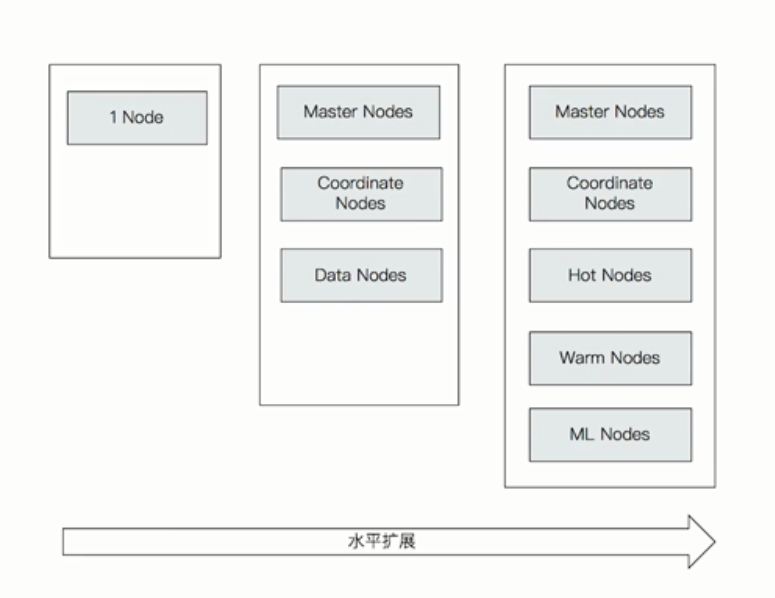 1 Node
Master Nodes
Coordinate
Nodes
Data Nodes
Master Nodes
Coordinate
Nodes
Hot Nodes
Warm Nodes
ML Nodes
水平扩展